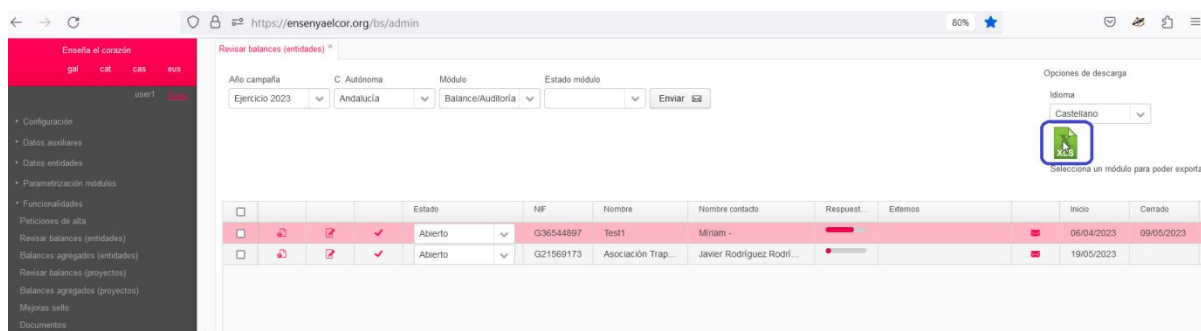 https://ensenyaelcor.org/bs/admin
80%
Enseña el corazón
gal cat cas eus
user1
Configuración
Datos auxiliares
Datos entidades
Parametrización módulos
Funcionalidades
Peticiones de alta
Revisar balances (entidades)
Balances agregados (entidades)
Revisar balances (proyectos)
Balances agregados (proyectos)
Mejoras sello
Documentos
Revisar balances (entidades) ×
Año campaña C. Autónoma Módulo Estado módulo
Ejercicio 2023 Andalucía Balance/Auditoría Enviar
Opciones de descarga
Idioma
Castellano
XLS
Selecciona un módulo para poder exporta
Estado NIF Nombre Nombre contacto Respuest... Externos Inicio Cerrado
Abierto G36544897 Test1 Míriam - 06/04/2023 09/05/2023
Abierto G21569173 Asociación Trap... Javier Rodríguez Rodrí... 19/05/2023